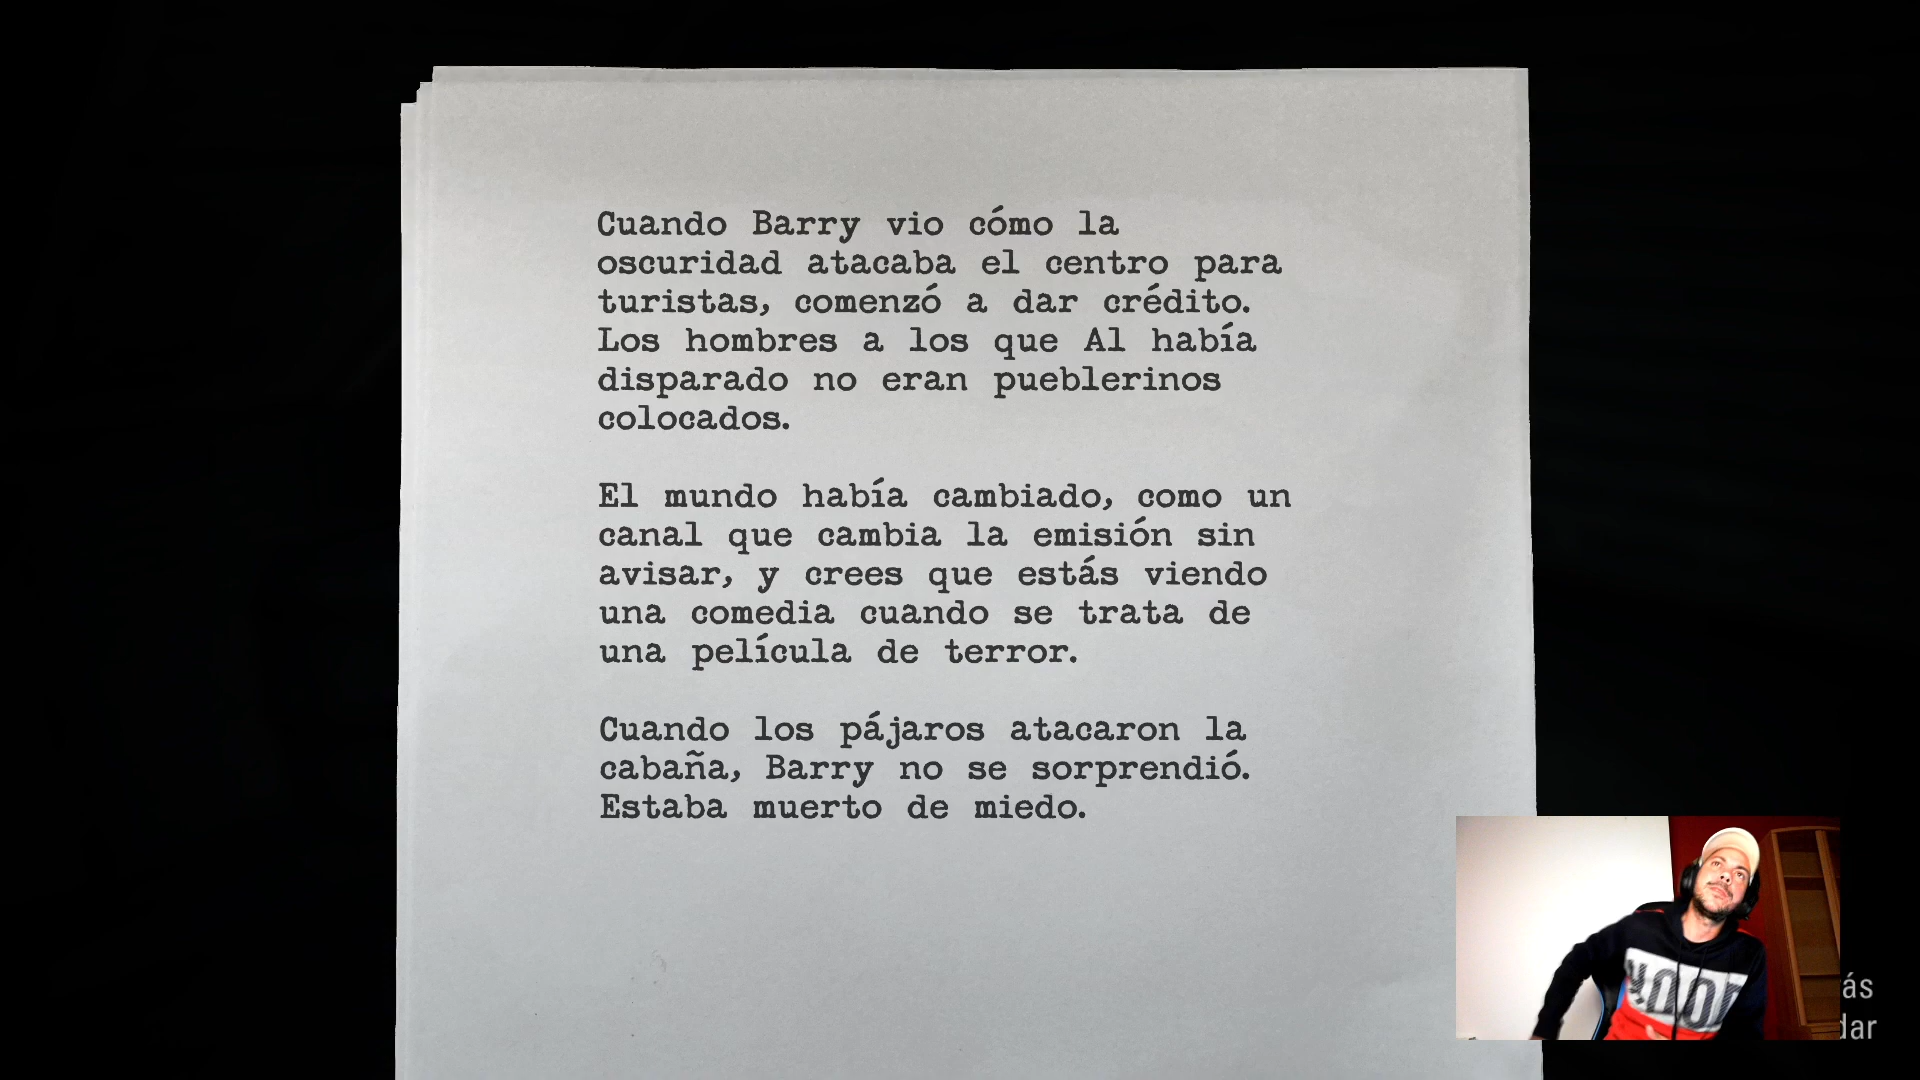 Cuando Barry vio cómo la
oscuridad atacaba el centro para
turistas, comenzó a dar crédito.
Los hombres a los que Al había
disparado no eran pueblerinos
colocados.
El mundo había cambiado, como un
canal que cambia la emisión sin
avisar, y crees que estás viendo
una comedia cuando se trata de
una película de terror.
Cuando los pájaros atacaron la
cabaña, Barry no se sorprendió.
Estaba muerto de miedo.